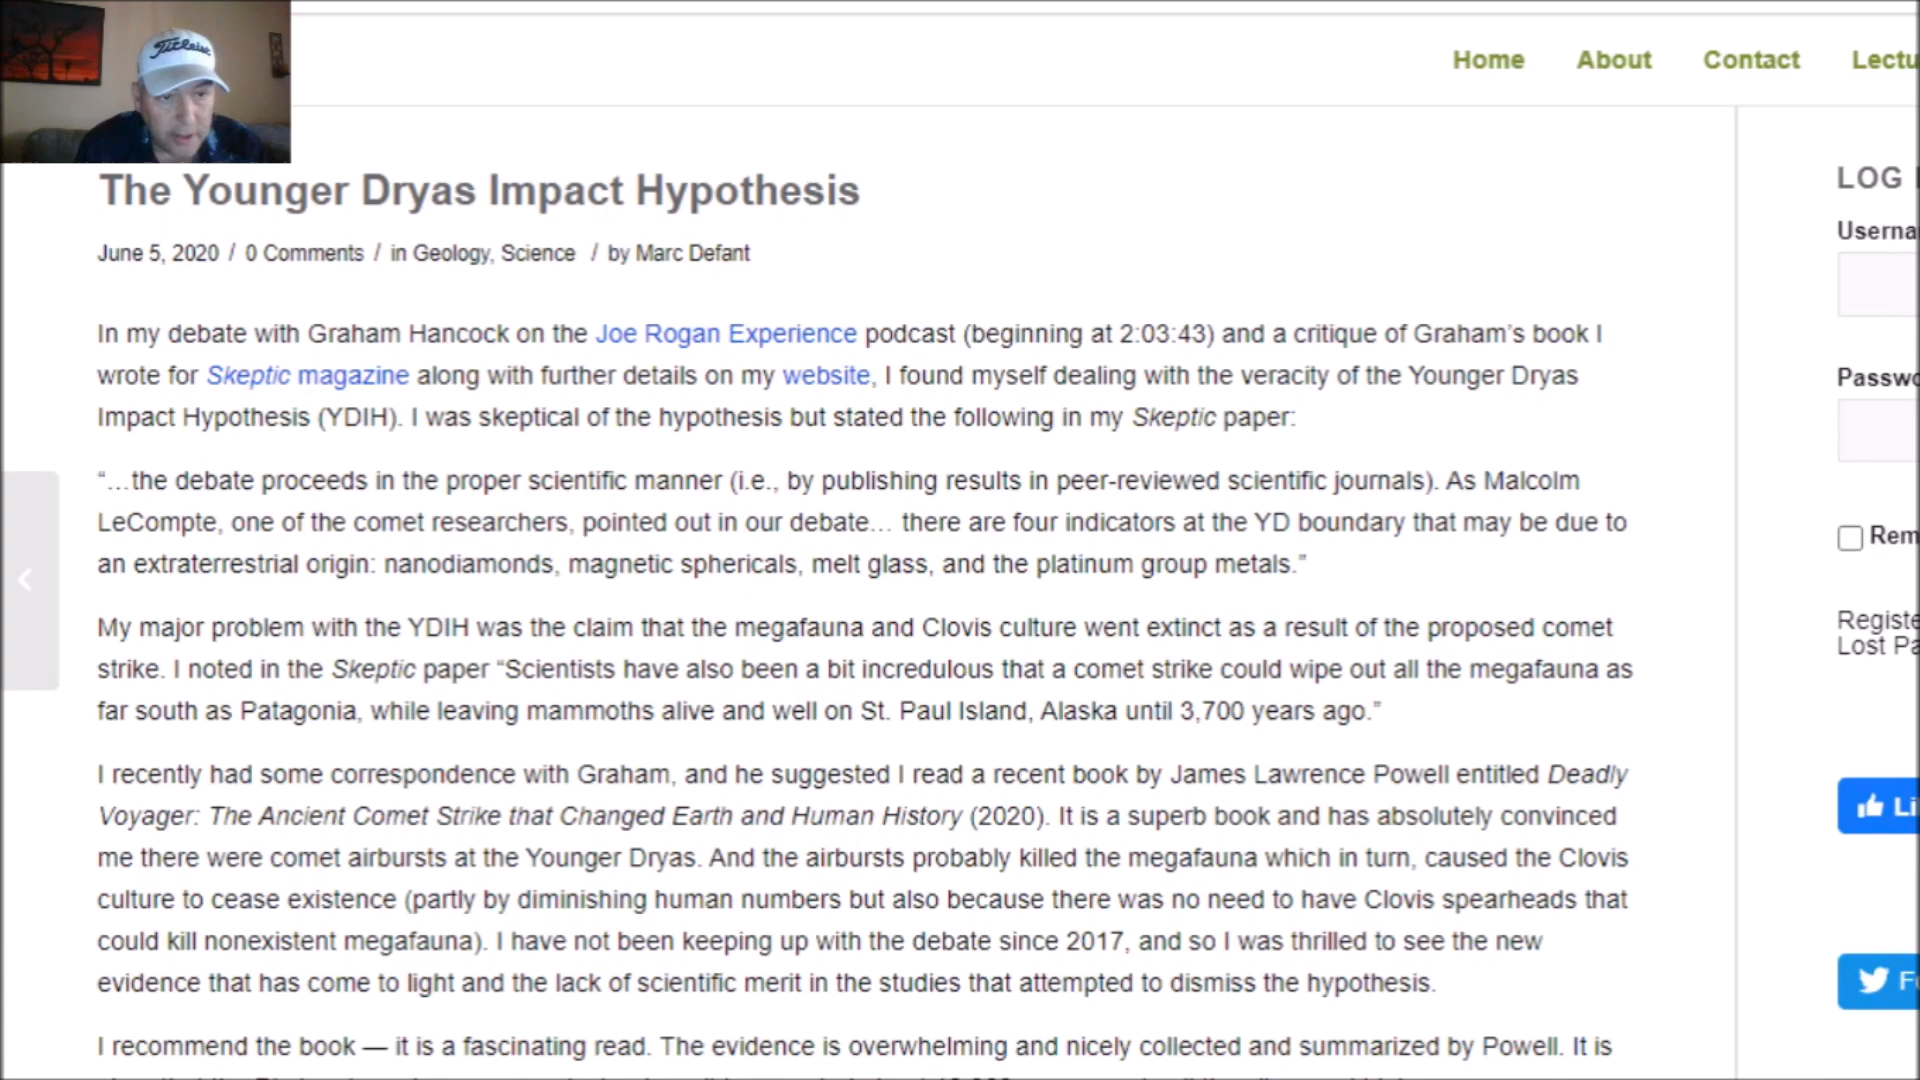 Titleist
Home About Contact Lectu
The Younger Dryas Impact Hypothesis
June 5, 2020 / 0 Comments / in Geology, Science / by Marc Defant
In my debate with Graham Hancock on the Joe Rogan Experience podcast (beginning at 2:03:43) and a critique of Graham's book I
wrote for Skeptic magazine along with further details on my website, I found myself dealing with the veracity of the Younger Dryas
Impact Hypothesis (YDIH). I was skeptical of the hypothesis but stated the following in my Skeptic paper:
“…the debate proceeds in the proper scientific manner (i.e., by publishing results in peer-reviewed scientific journals). As Malcolm
LeCompte, one of the comet researchers, pointed out in our debate… there are four indicators at the YD boundary that may be due to
an extraterrestrial origin: nanodiamonds, magnetic sphericals, melt glass, and the platinum group metals.”
My major problem with the YDIH was the claim that the megafauna and Clovis culture went extinct as a result of the proposed comet
strike. I noted in the Skeptic paper “Scientists have also been a bit incredulous that a comet strike could wipe out all the megafauna as
far south as Patagonia, while leaving mammoths alive and well on St. Paul Island, Alaska until 3,700 years ago.”
I recently had some correspondence with Graham, and he suggested I read a recent book by James Lawrence Powell entitled Deadly
Voyager: The Ancient Comet Strike that Changed Earth and Human History (2020). It is a superb book and has absolutely convinced
me there were comet airbursts at the Younger Dryas. And the airbursts probably killed the megafauna which in turn, caused the Clovis
culture to cease existence (partly by diminishing human numbers but also because there was no need to have Clovis spearheads that
could kill nonexistent megafauna). I have not been keeping up with the debate since 2017, and so I was thrilled to see the new
evidence that has come to light and the lack of scientific merit in the studies that attempted to dismiss the hypothesis.
I recommend the book — it is a fascinating read. The evidence is overwhelming and nicely collected and summarized by Powell. It is
LOG
Userna
Passwo
Rem
Registe
Lost Pa
Li
Fo